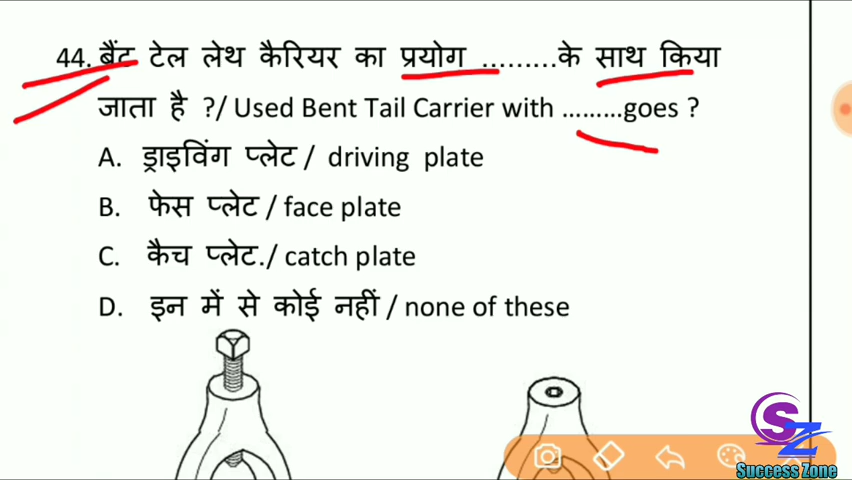 44. बैंट टेल लेथ कैरियर का प्रयोग .........के साथ किया
जाता है ?/ Used Bent Tail Carrier with .........goes ?
A. ड्राइविंग प्लेट / driving plate
B. फेस प्लेट / face plate
C. कैच प्लेट./ catch plate
D. इन में से कोई नहीं / none of these
SZ
Success Zone